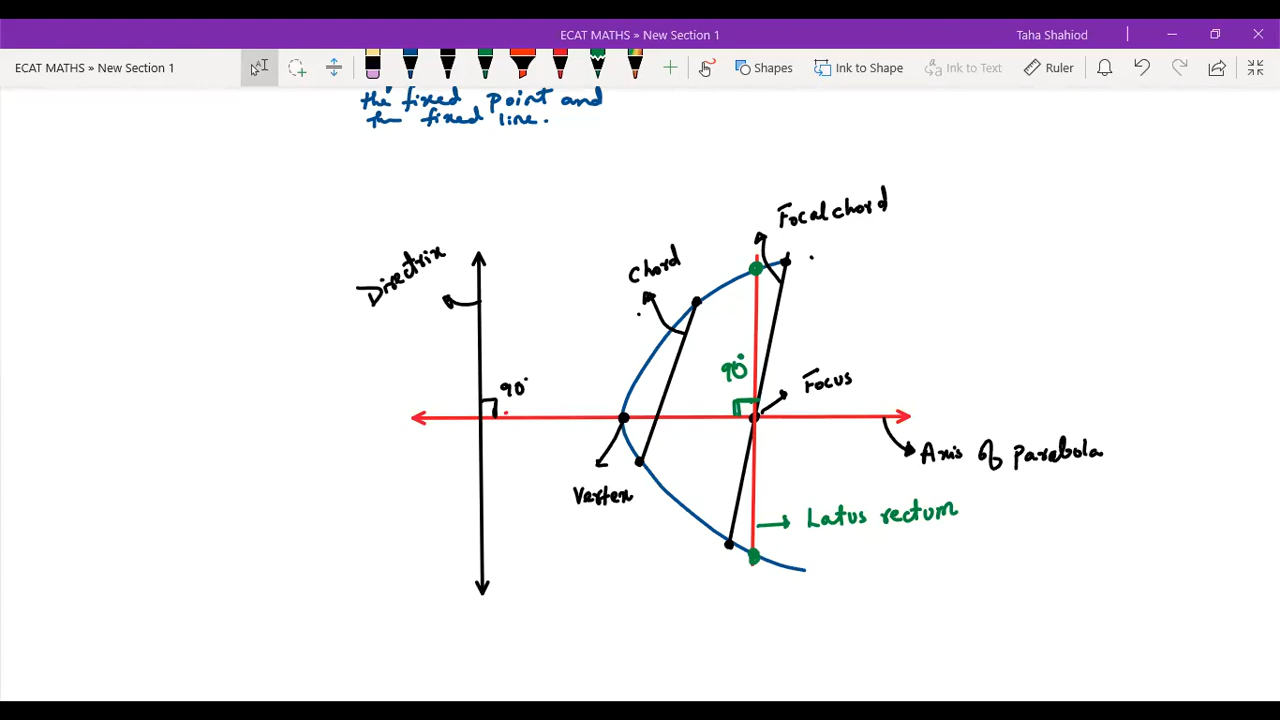 ECAT MATHS » New Section 1
Taha Shahiod
ECAT MATHS » New Section 1
Shapes
Ink to Shape
Ink to Text
Ruler
the fixed point and
the fixed line.
Focal chord
Chord
Directrix
90°
90°
Focus
Axis of parabola
Vertex
Latus rectum